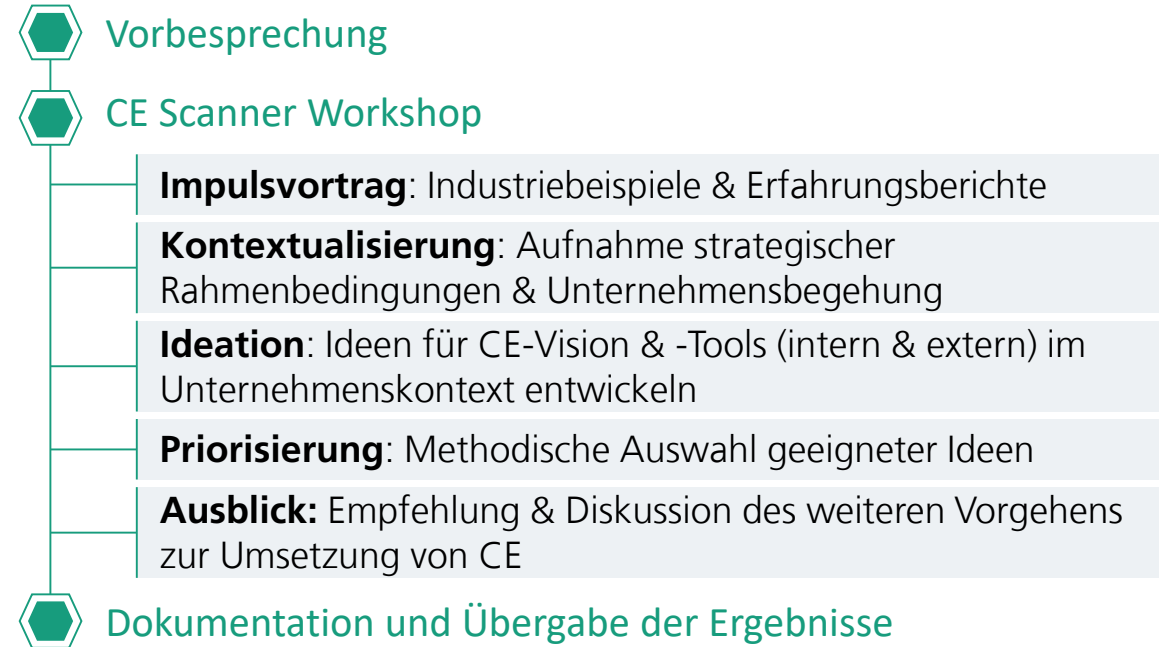 Vorbesprechung
CE Scanner Workshop
Impulsvortrag: Industriebeispiele & Erfahrungsberichte
Kontextualisierung: Aufnahme strategischer
Rahmenbedingungen & Unternehmensbegehung
Ideation: Ideen für CE-Vision & -Tools (intern & extern) im
Unternehmenskontext entwickeln
Priorisierung: Methodische Auswahl geeigneter Ideen
Ausblick: Empfehlung & Diskussion des weiteren Vorgehens
zur Umsetzung von CE
Dokumentation und Übergabe der Ergebnisse